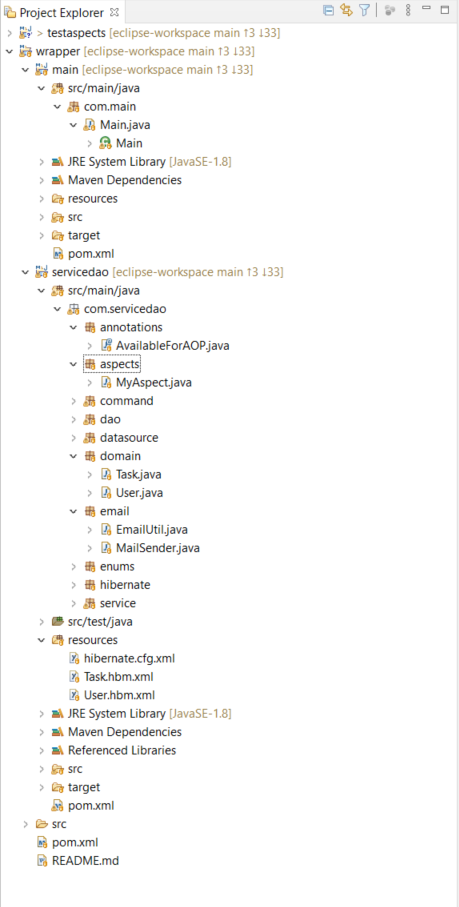 Project Explorer
> testaspects [eclipse-workspace main ↑3 ↓33]
wrapper [eclipse-workspace main ↑3 ↓33]
main [eclipse-workspace main ↑3 ↓33]
src/main/java
com.main
Main.java
Main
JRE System Library [JavaSE-1.8]
Maven Dependencies
resources
src
target
pom.xml
servicedao [eclipse-workspace main ↑3 ↓33]
src/main/java
com.servicedao
annotations
AvailableForAOP.java
aspects
MyAspect.java
command
dao
datasource
domain
Task.java
User.java
email
EmailUtil.java
MailSender.java
enums
hibernate
service
src/test/java
resources
hibernate.cfg.xml
Task.hbm.xml
User.hbm.xml
JRE System Library [JavaSE-1.8]
Maven Dependencies
Referenced Libraries
src
target
pom.xml
src
pom.xml
README.md